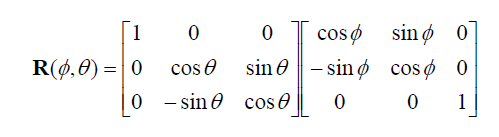 [1 0 0] [cosϕ sinϕ 0]
R(ϕ,θ) = [0 cosθ sinθ] [−sinϕ cosϕ 0]
[0 −sinθ cosθ] [0 0 1]